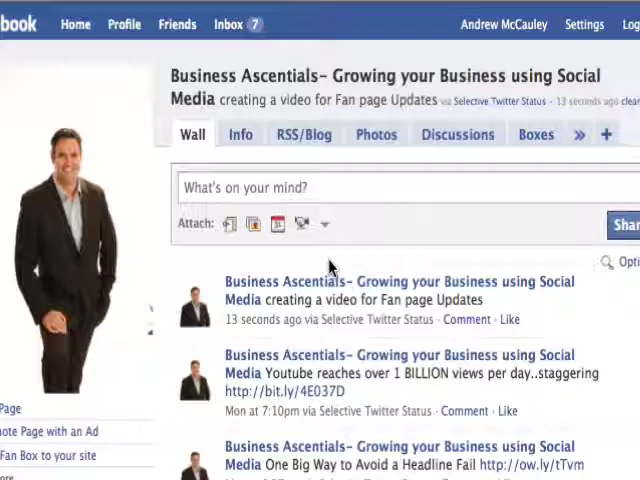 book Home Profile Friends Inbox 7 Andrew McCauley Settings Log
Business Ascentials- Growing your Business using Social
Media creating a video for Fan page Updates via Selective Twitter Status · 13 seconds ago clear
Wall Info RSS/Blog Photos Discussions Boxes » +
What's on your mind?
Attach: 31 Shar
Opti
Business Ascentials- Growing your Business using Social
Media creating a video for Fan page Updates
13 seconds ago via Selective Twitter Status · Comment · Like
Business Ascentials- Growing your Business using Social
Media Youtube reaches over 1 BILLION views per day..staggering
http://bit.ly/4E037D
Mon at 7:10pm via Selective Twitter Status · Comment · Like
Page
note Page with an Ad
Fan Box to your site
Business Ascentials- Growing your Business using Social
Media One Big Way to Avoid a Headline Fail http://ow.ly/tTvm